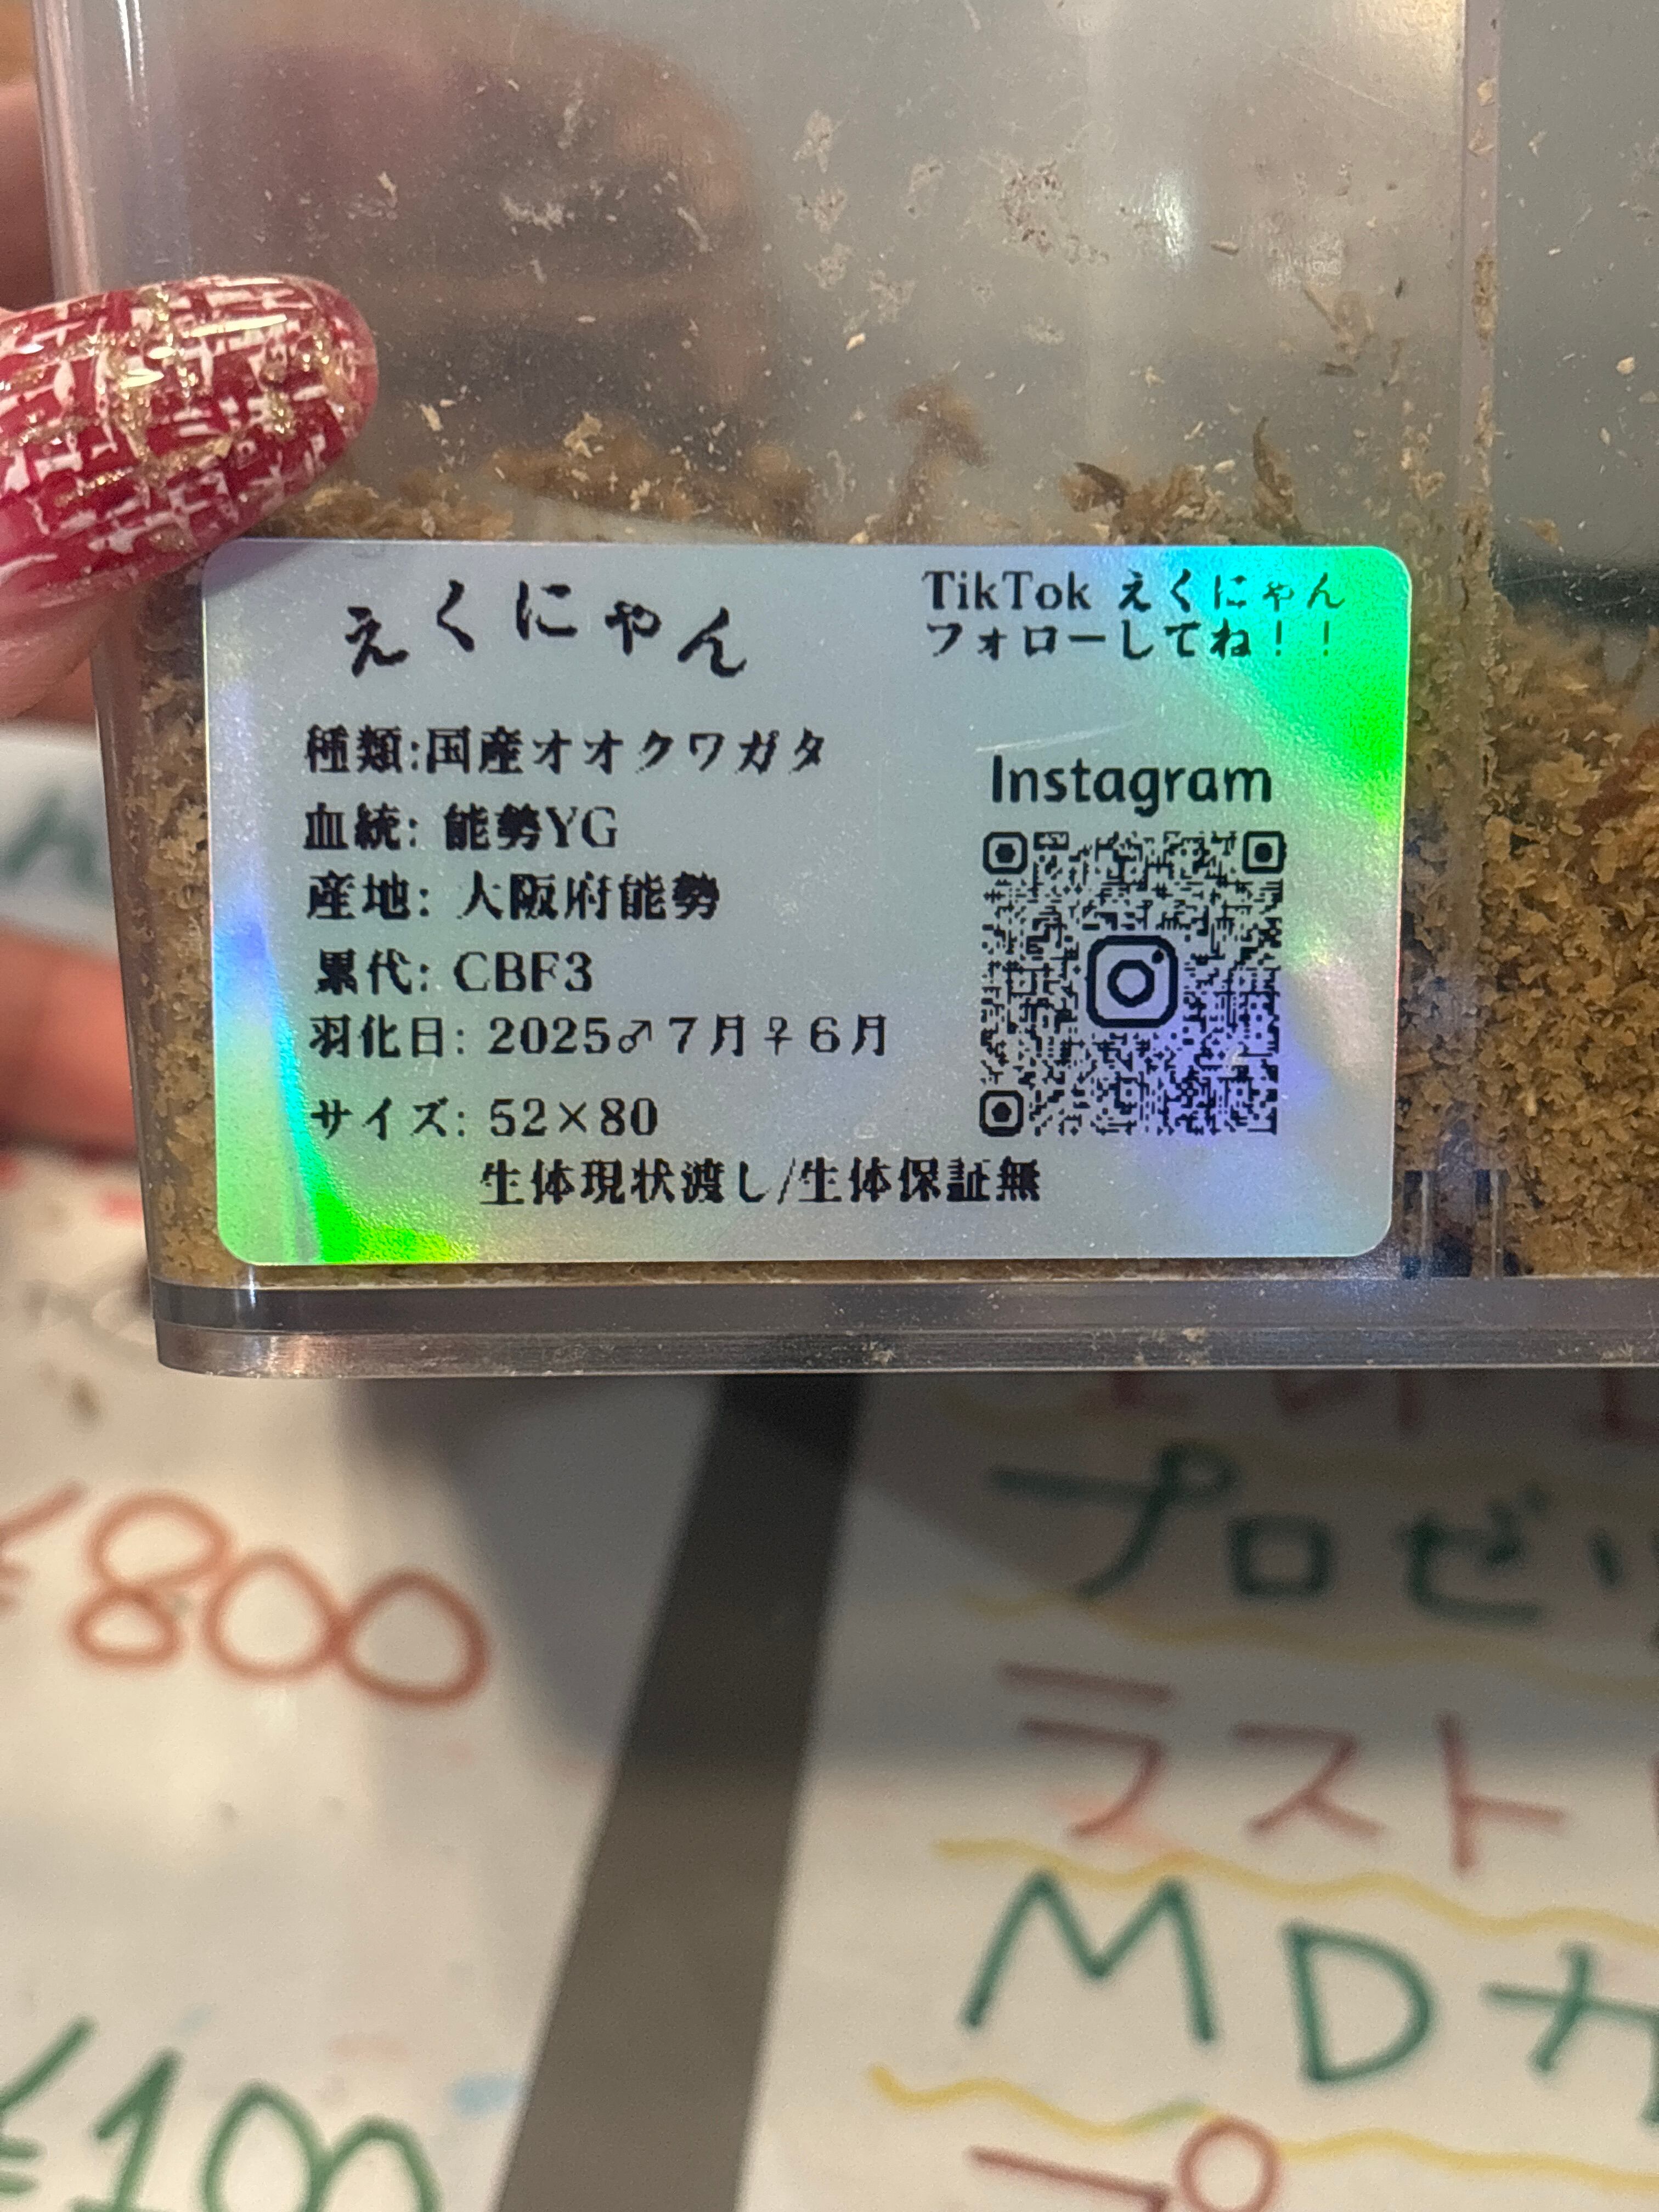 えくにゃん
TikTok えくにゃん
フォローしてね！！
種類:国産オオクワガタ
血統: 能勢YG
産地: 大阪府能勢
累代: CBF3
羽化日: 2025♂７月♀６月
サイズ: 52×80
生体現状渡し/生体保証無
Instagram
¥800
プロゼリ
ラスト
MD